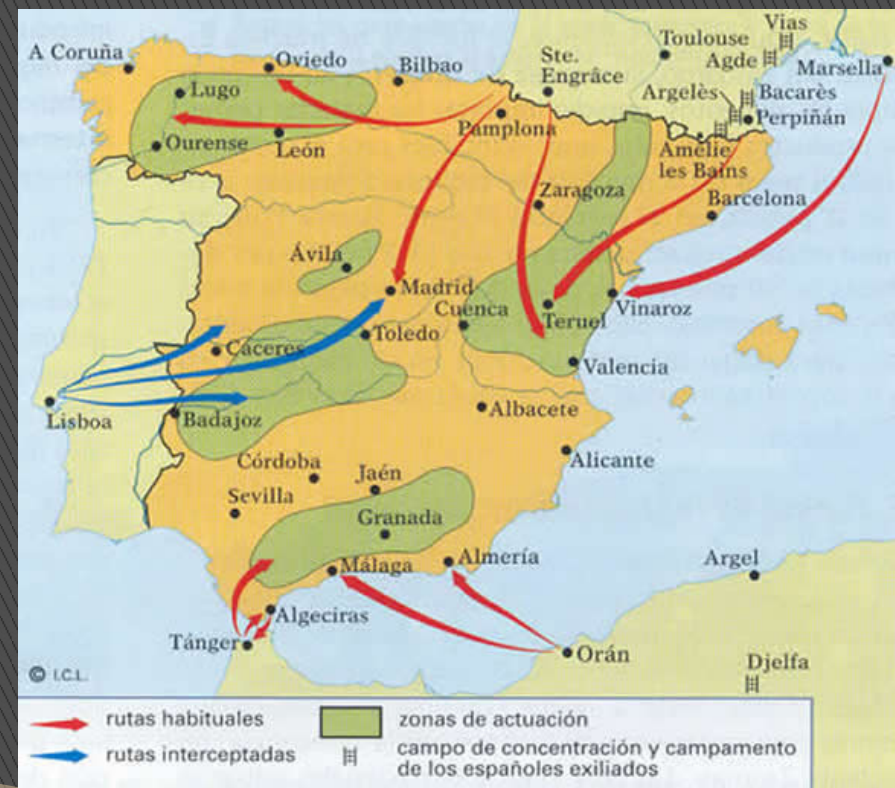 Vias
A Coruña
Oviedo
Bilbao
Ste.
Engrâce
Toulouse
Agde
Marsella
Lugo
Argelès
Bacarès
Perpiñán
Ourense
León
Pamplona
Amélie
les Bains
Zaragoza
Barcelona
Ávila
Madrid
Cuenca
Teruel
Vinaroz
Cáceres
Toledo
Valencia
Lisboa
Badajoz
Albacete
Córdoba
Jaén
Alicante
Sevilla
Granada
Málaga
Almería
Argel
Algeciras
Tánger
Orán
Djelfa
© I.C.L.
rutas habituales
zonas de actuación
rutas interceptadas
campo de concentración y campamento
de los españoles exiliados